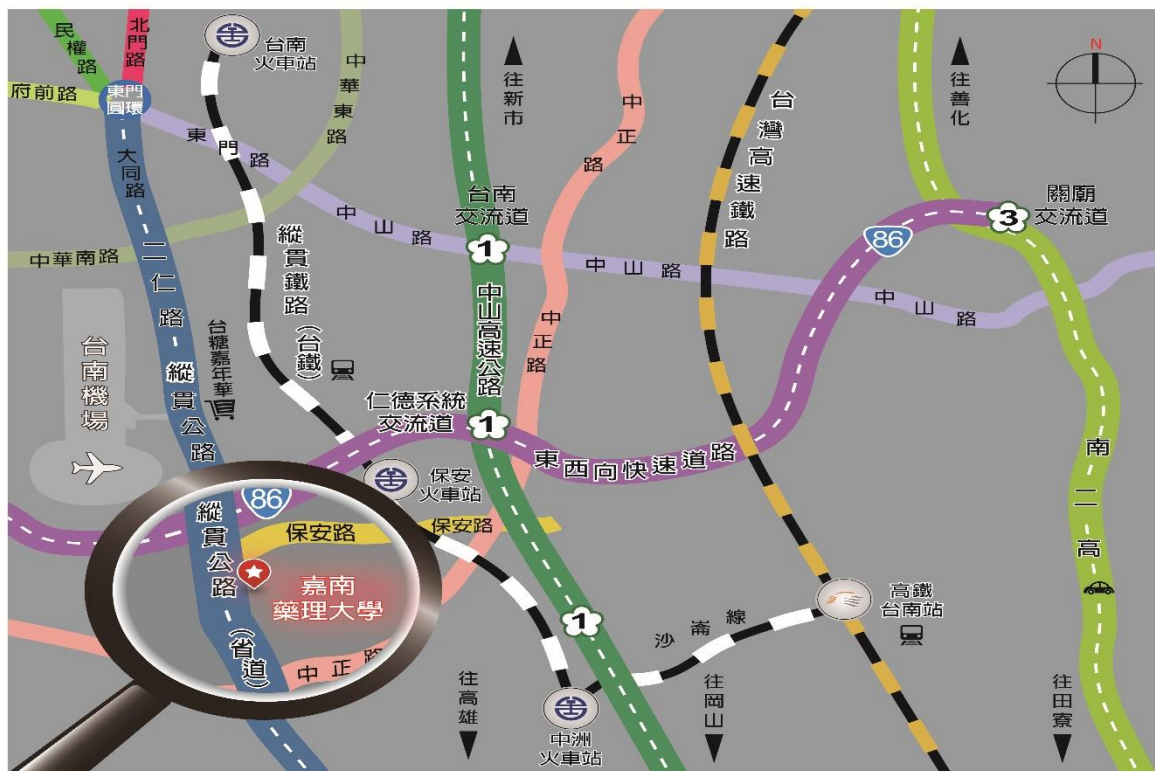 民權路
北門路
府前路
東門
圓環
台南
火車站
中華東路
往新市
中正路
台灣高速鐵路
往善化
N
東門路
大同路
台南
交流道
1
關廟
交流道
3
86
中山路
中山路
中山路
中華南路
二仁路
縱貫鐵路
(台鐵)
中山高速公路
中正路
台南機場
台糖嘉年華
縱貫公路
仁德系統
交流道
1
東西向快速道路
南二高
保安
火車站
86
縱貫公路
(省道)
保安路
保安路
嘉南
藥理大學
中正路
1
高鐵
台南站
沙崙線
往高雄
中洲
火車站
往岡山
往田寮